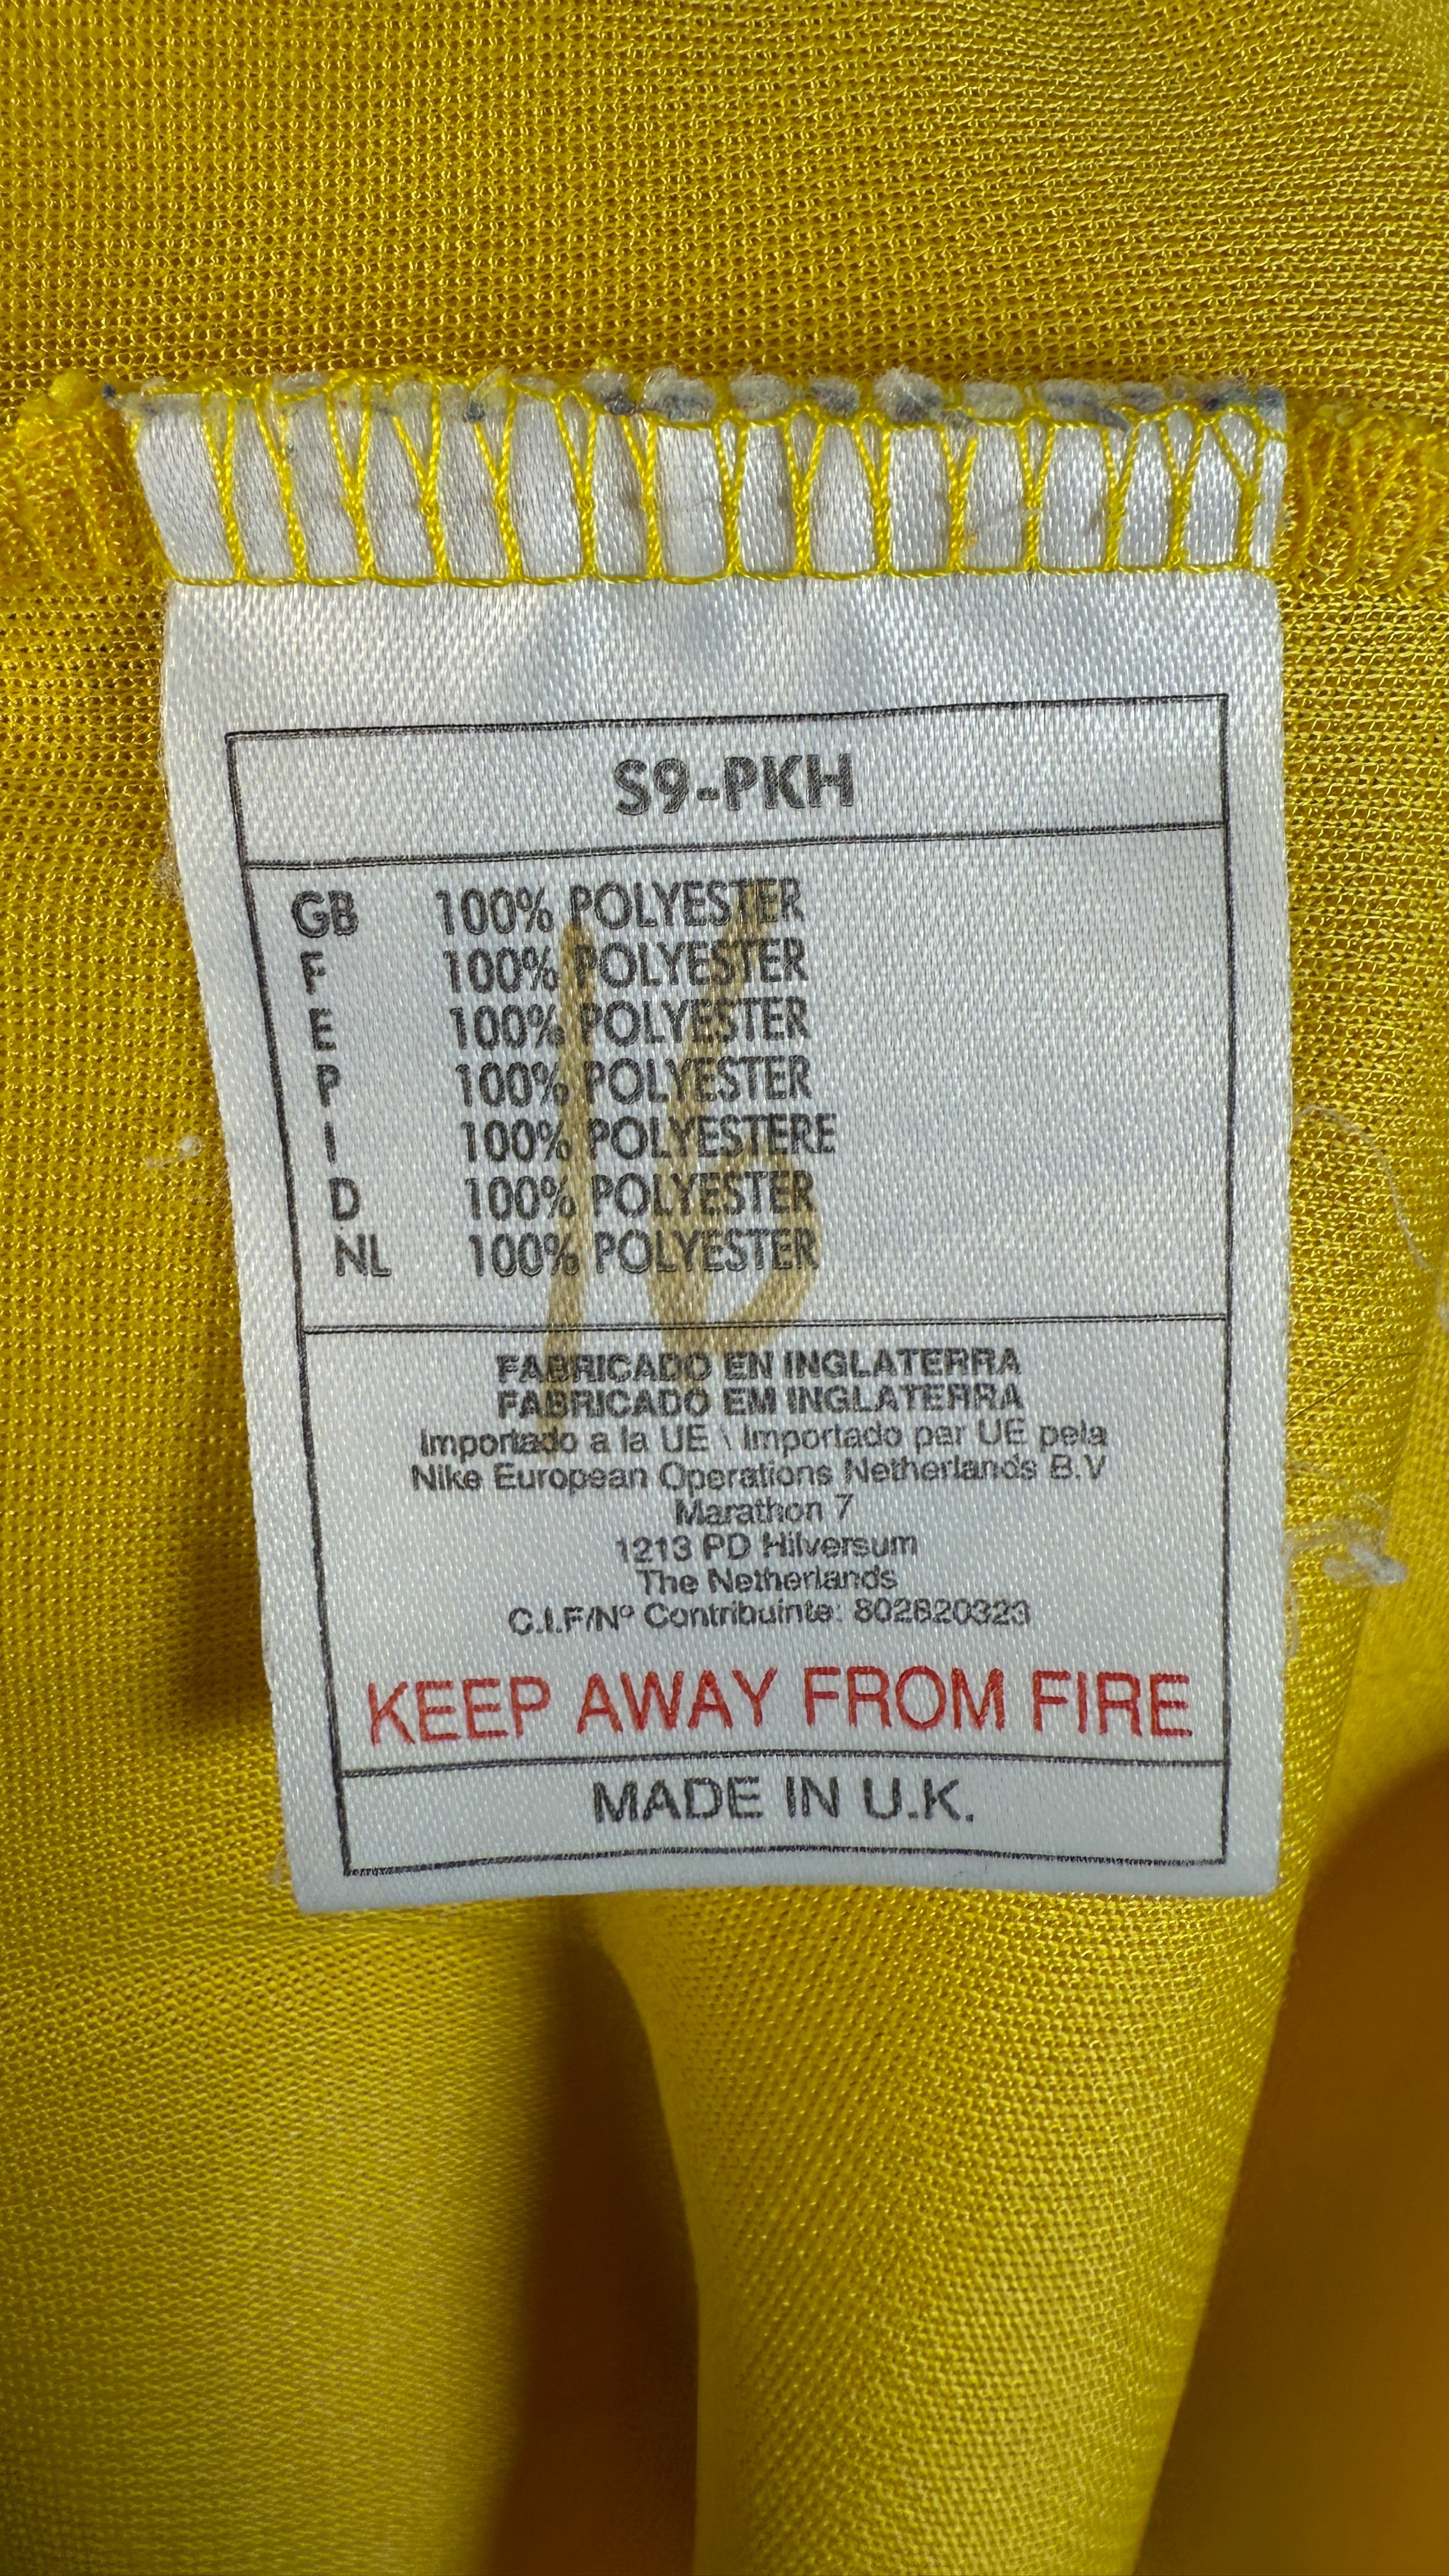 S9-PKH
GB 100% POLYESTER
F 100% POLYESTER
E 100% POLYESTER
P 100% POLYESTER
I 100% POLYESTERE
D 100% POLYESTER
NL 100% POLYESTER
16
FABRICADO EN INGLATERRA
FABRICADO EM INGLATERRA
Importado a la UE \ Importado par UE pela
Nike European Operations Netherlands B.V
Marathon 7
1213 PD Hilversum
The Netherlands
C.I.F/Nº Contribuinte: 802820323
KEEP AWAY FROM FIRE
MADE IN U.K.